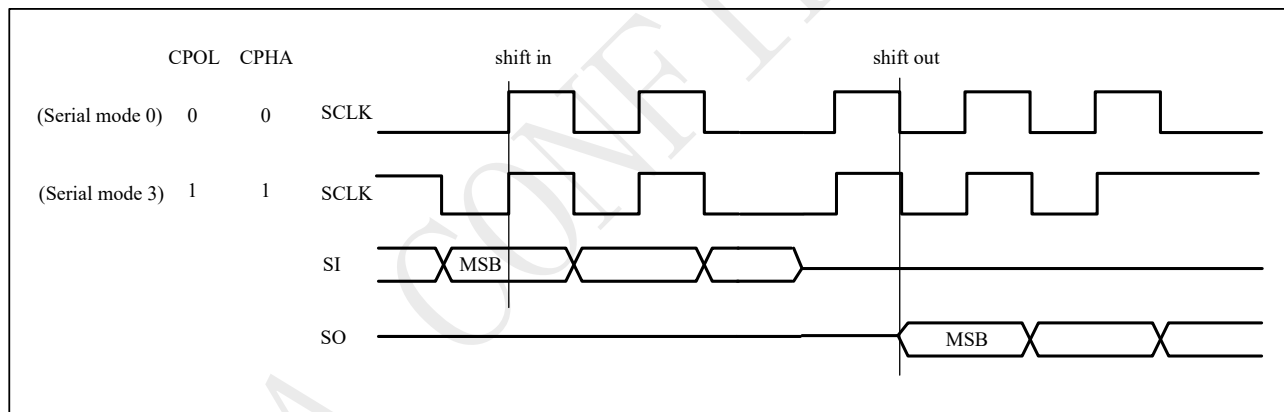 CPOL CPHA shift in shift out
(Serial mode 0) 0 0 SCLK
(Serial mode 3) 1 1 SCLK
SI MSB
SO MSB